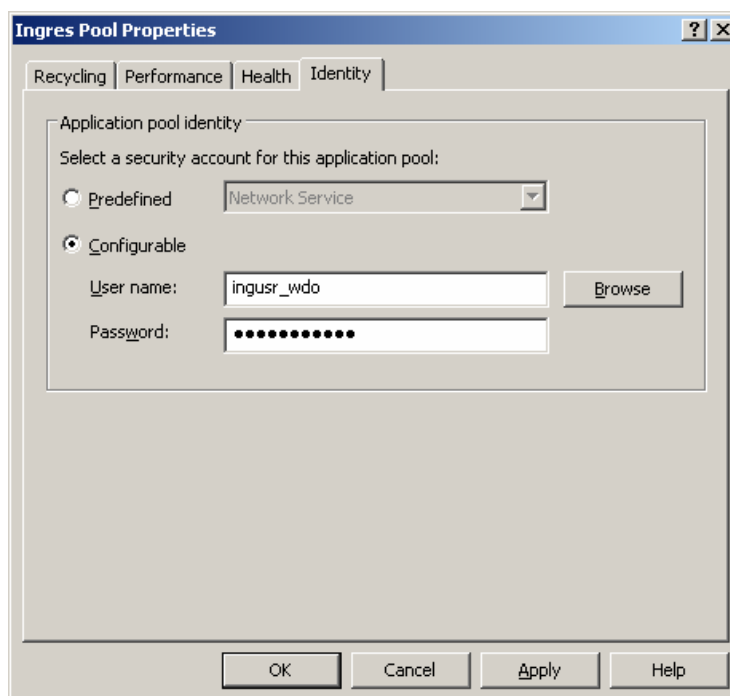 Ingres Pool Properties
Recycling Performance Health Identity
Application pool identity
Select a security account for this application pool:
Predefined Network Service
Configurable
User name: ingusr_wdo Browse
Password: ●●●●●●●●●●●
OK Cancel Apply Help